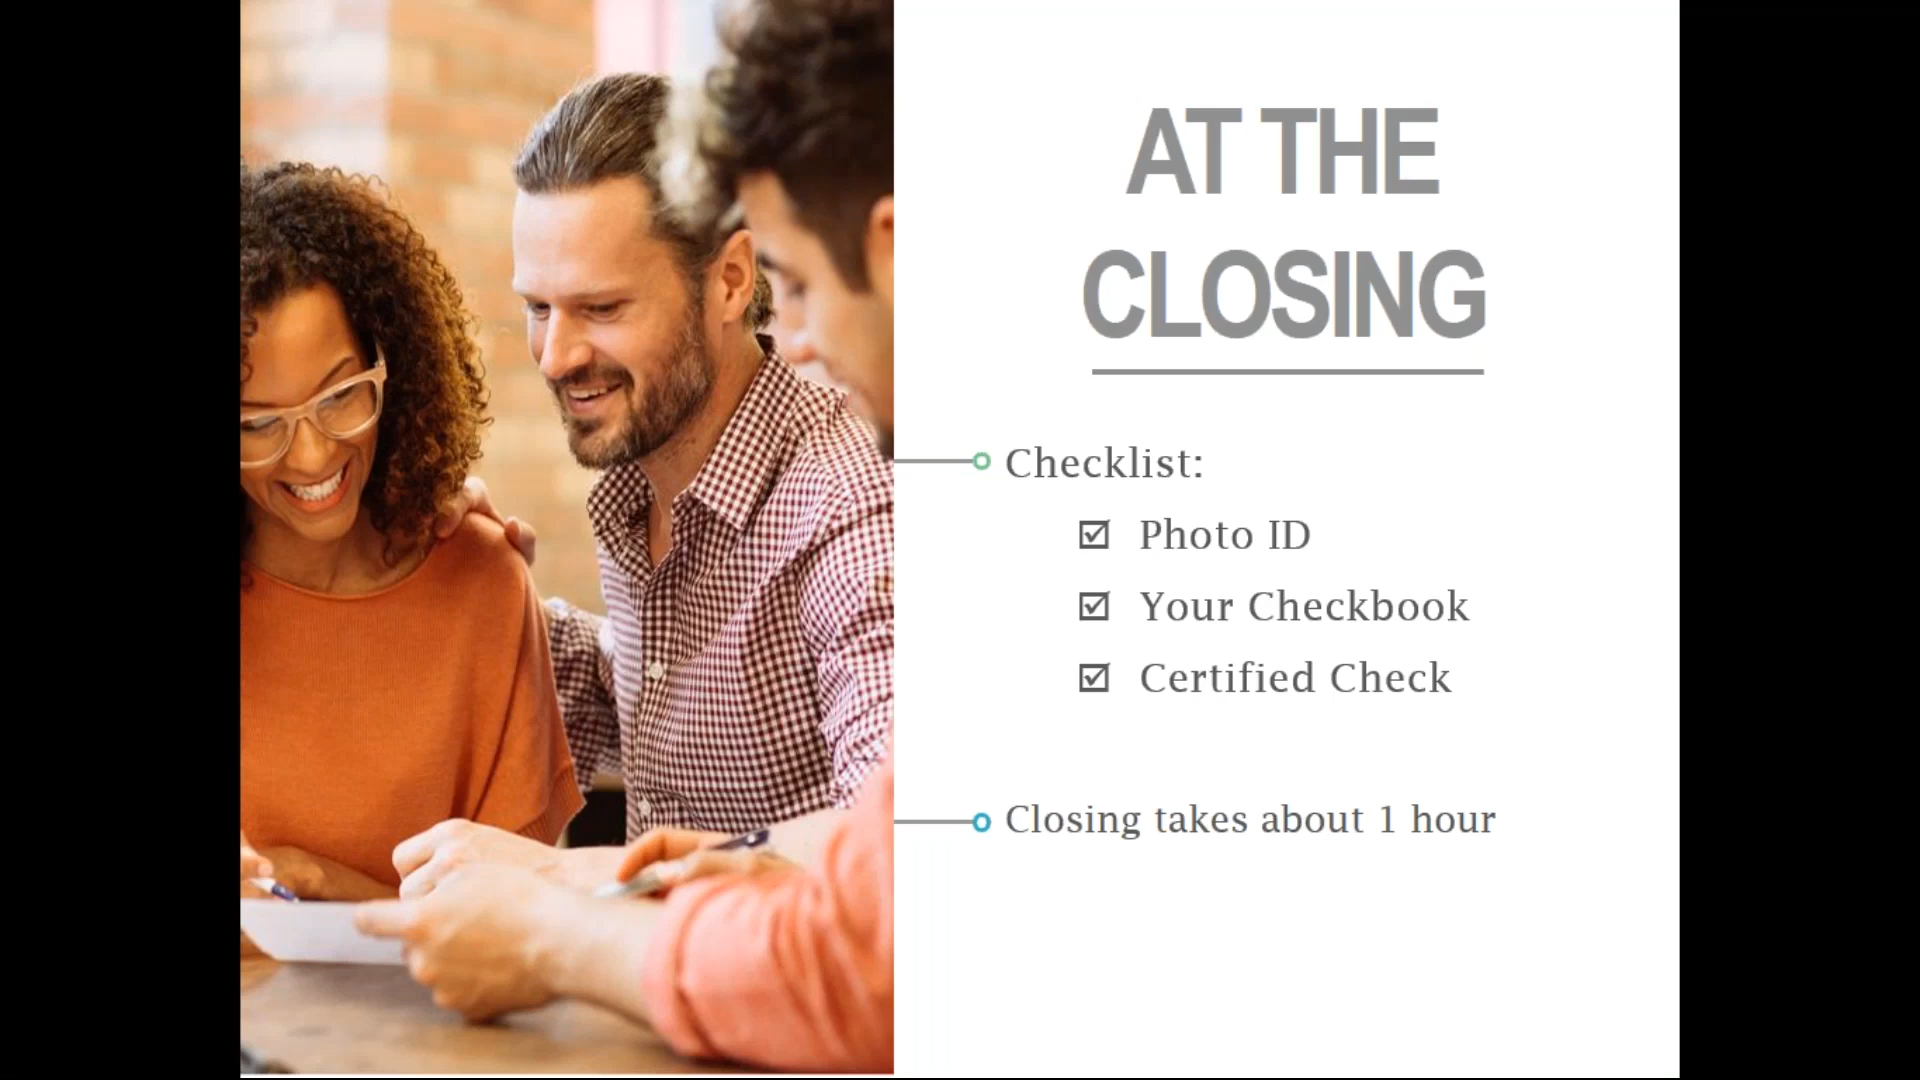 AT THE
CLOSING
Checklist:
Photo ID
Your Checkbook
Certified Check
Closing takes about 1 hour